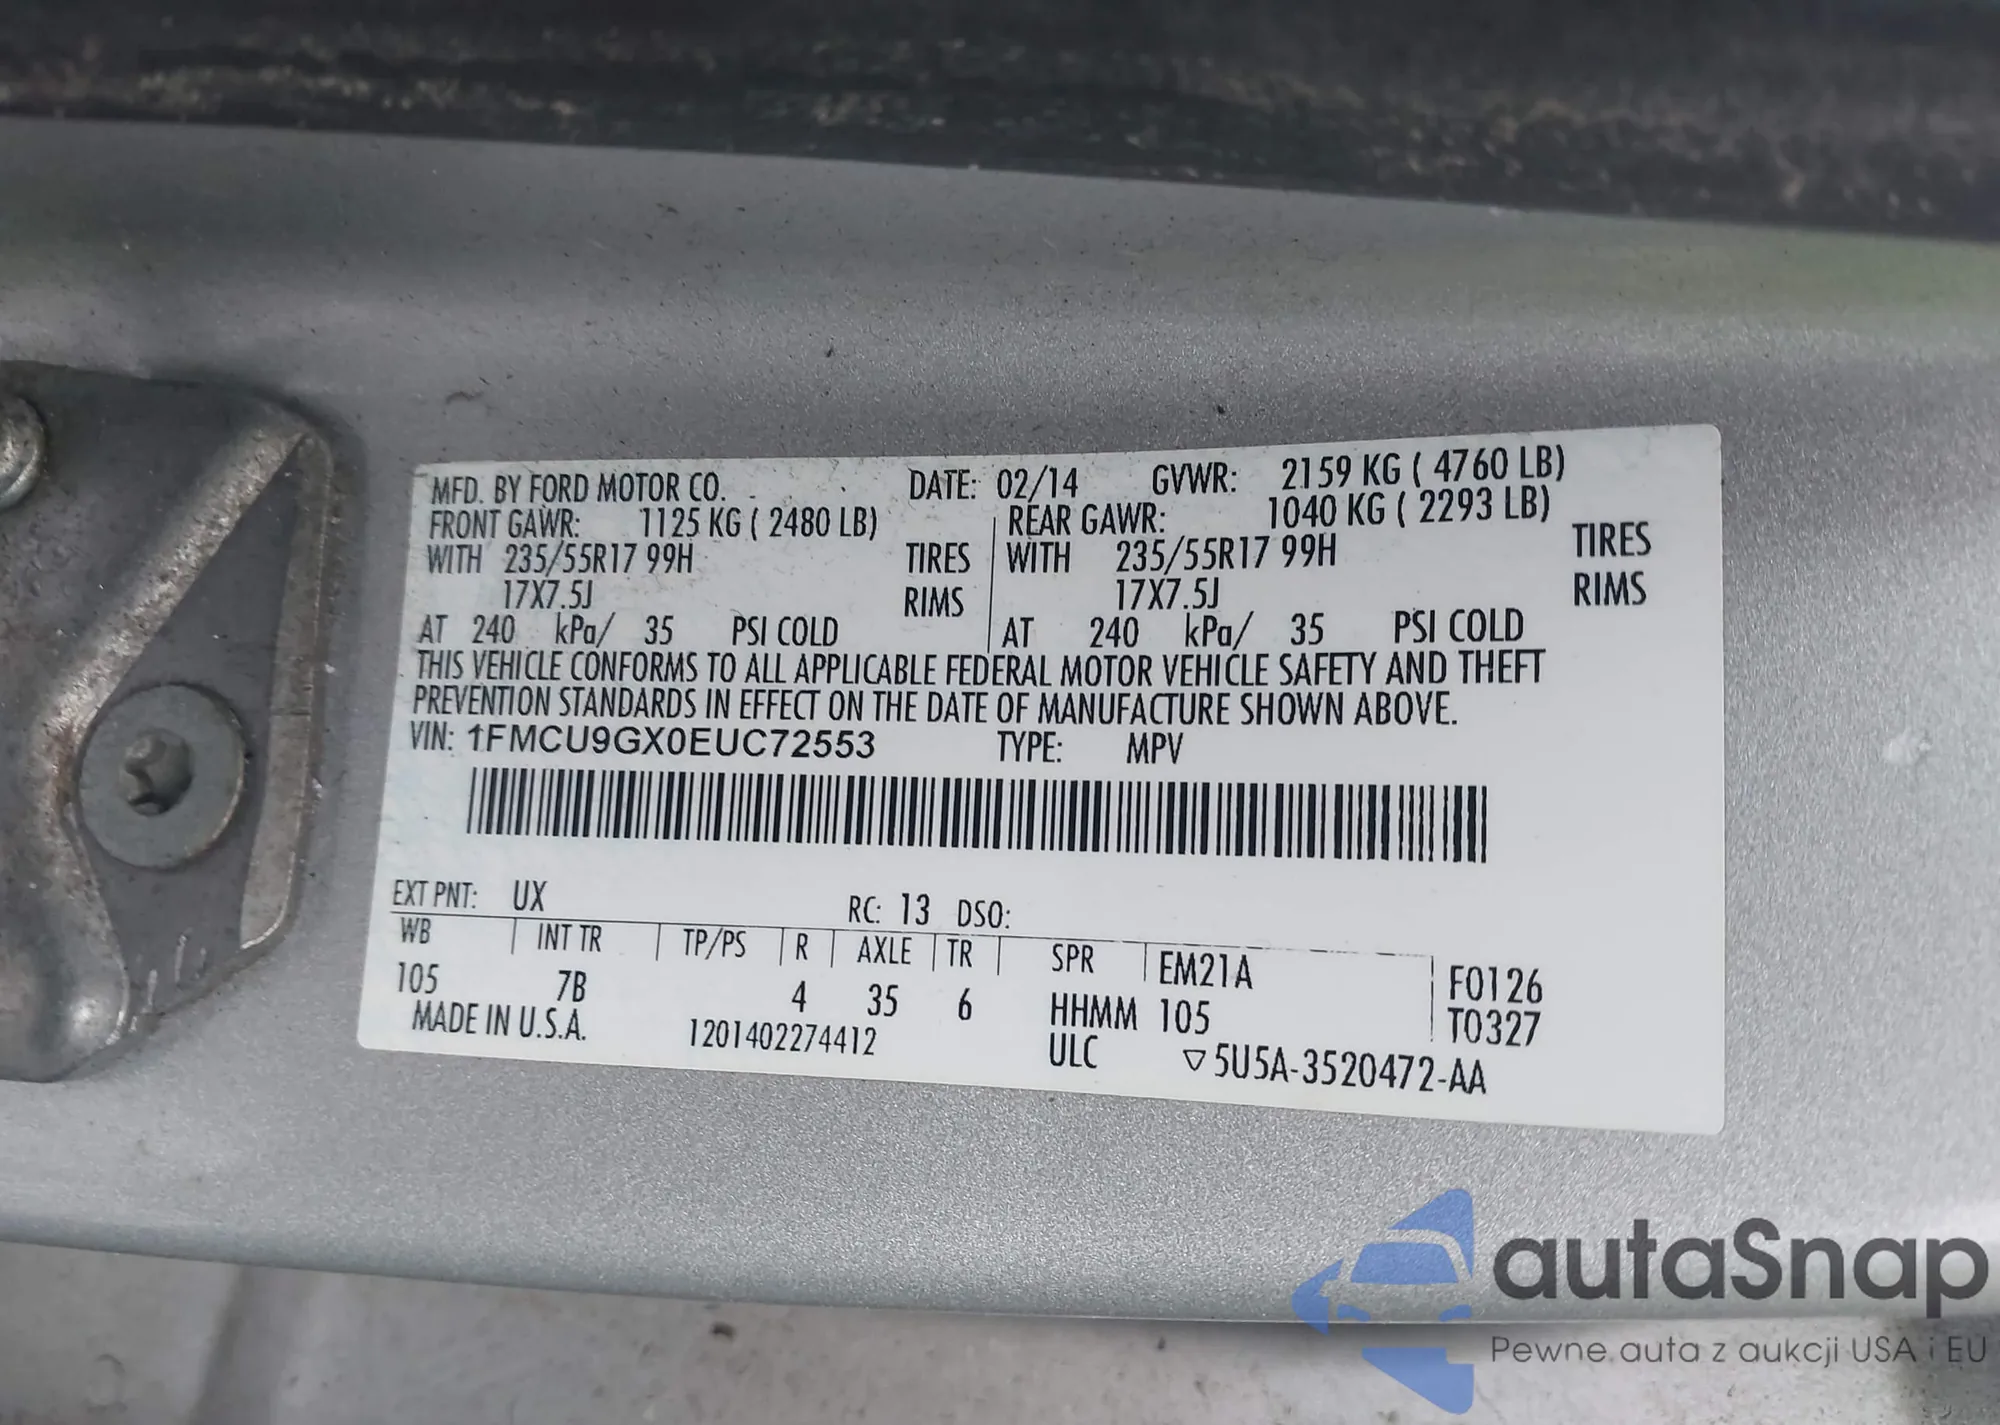 MFD. BY FORD MOTOR CO. DATE: 02/14 GVWR: 2159 KG ( 4760 LB)
FRONT GAWR: 1125 KG ( 2480 LB) REAR GAWR: 1040 KG ( 2293 LB)
WITH 235/55R17 99H TIRES WITH 235/55R17 99H TIRES
17X7.5J RIMS 17X7.5J RIMS
AT 240 kPa/ 35 PSI COLD AT 240 kPa/ 35 PSI COLD
THIS VEHICLE CONFORMS TO ALL APPLICABLE FEDERAL MOTOR VEHICLE SAFETY AND THEFT
PREVENTION STANDARDS IN EFFECT ON THE DATE OF MANUFACTURE SHOWN ABOVE.
VIN: 1FMCU9GX0EUC72553 TYPE: MPV
EXT PNT: UX RC: 13 DSO:
WB INT TR TP/PS R AXLE TR SPR EM21A F0126
105 7B 4 35 6 HHMM 105 T0327
MADE IN U.S.A. 1201402274412 ULC ▽5U5A-3520472-AA
autaSnap
Pewne auta z aukcji USA i EU